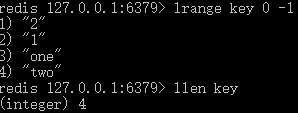 redis 127.0.0.1:6379> lrange key 0 -1
1) "2"
2) "1"
3) "one"
4) "two"
redis 127.0.0.1:6379> llen key
(integer) 4